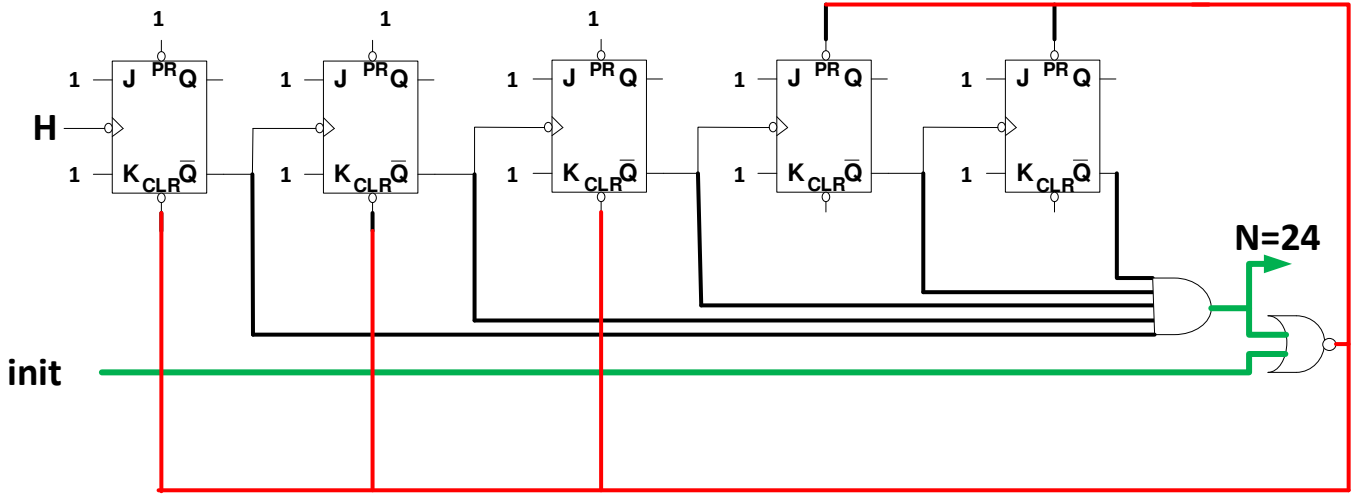 1 1 1
J PR Q J PR Q J PR Q J PR Q J PR Q
1 1 1 1 1
H
K CLR Q̅ K CLR Q̅ K CLR Q̅ K CLR Q̅ K CLR Q̅
1 1 1 1 1
N=24
init